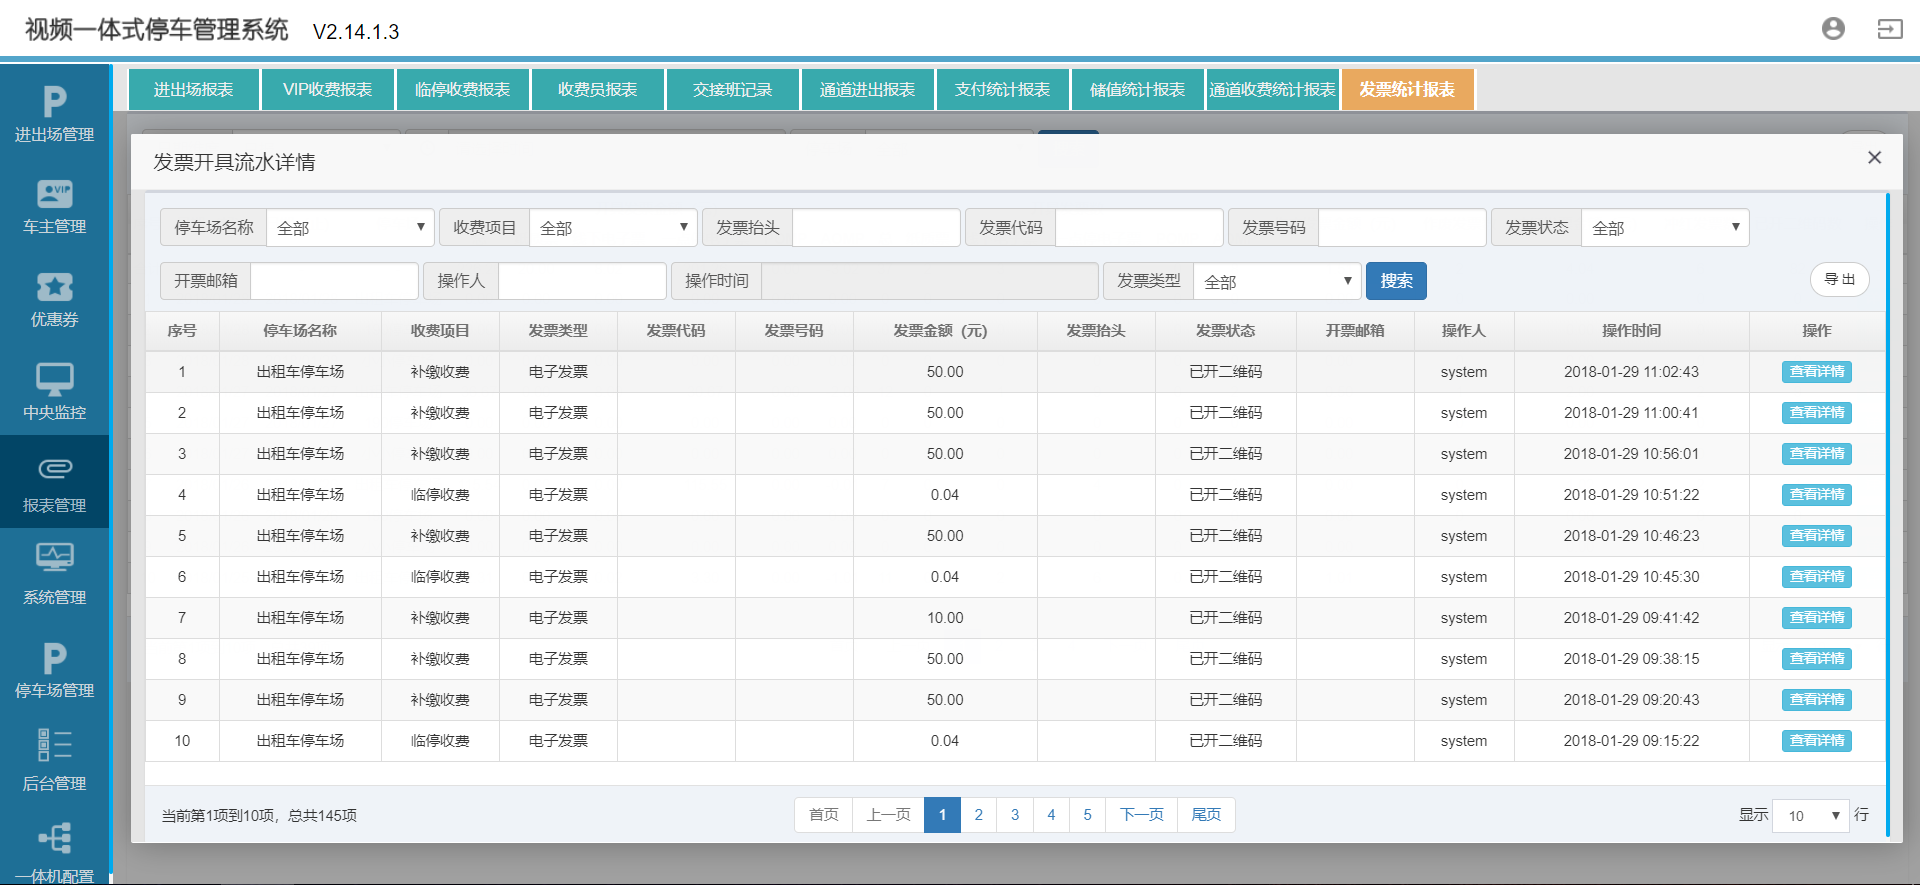 视频一体式停车管理系统 V2.14.1.3
进出场报表 VIP收费报表 临停收费报表 收费员报表 交接班记录 通道进出报表 支付统计报表 储值统计报表 通道收费统计报表 发票统计报表
进出场管理
车主管理
优惠券
中央监控
报表管理
系统管理
停车场管理
后台管理
一体机配置
发票开具流水详情 ×
停车场名称 全部 收费项目 全部 发票抬头 发票代码 发票号码 发票状态 全部
开票邮箱 操作人 操作时间 发票类型 全部 搜索 导出
序号 停车场名称 收费项目 发票类型 发票代码 发票号码 发票金额（元） 发票抬头 发票状态 开票邮箱 操作人 操作时间 操作
1 出租车停车场 补缴收费 电子发票 50.00 已开二维码 system 2018-01-29 11:02:43 查看详情
2 出租车停车场 补缴收费 电子发票 50.00 已开二维码 system 2018-01-29 11:00:41 查看详情
3 出租车停车场 补缴收费 电子发票 50.00 已开二维码 system 2018-01-29 10:56:01 查看详情
4 出租车停车场 临停收费 电子发票 0.04 已开二维码 system 2018-01-29 10:51:22 查看详情
5 出租车停车场 补缴收费 电子发票 50.00 已开二维码 system 2018-01-29 10:46:23 查看详情
6 出租车停车场 临停收费 电子发票 0.04 已开二维码 system 2018-01-29 10:45:30 查看详情
7 出租车停车场 补缴收费 电子发票 10.00 已开二维码 system 2018-01-29 09:41:42 查看详情
8 出租车停车场 补缴收费 电子发票 50.00 已开二维码 system 2018-01-29 09:38:15 查看详情
9 出租车停车场 补缴收费 电子发票 50.00 已开二维码 system 2018-01-29 09:20:43 查看详情
10 出租车停车场 临停收费 电子发票 0.04 已开二维码 system 2018-01-29 09:15:22 查看详情
当前第1项到10项，总共145项 首页 上一页 1 2 3 4 5 下一页 尾页 显示 10 行